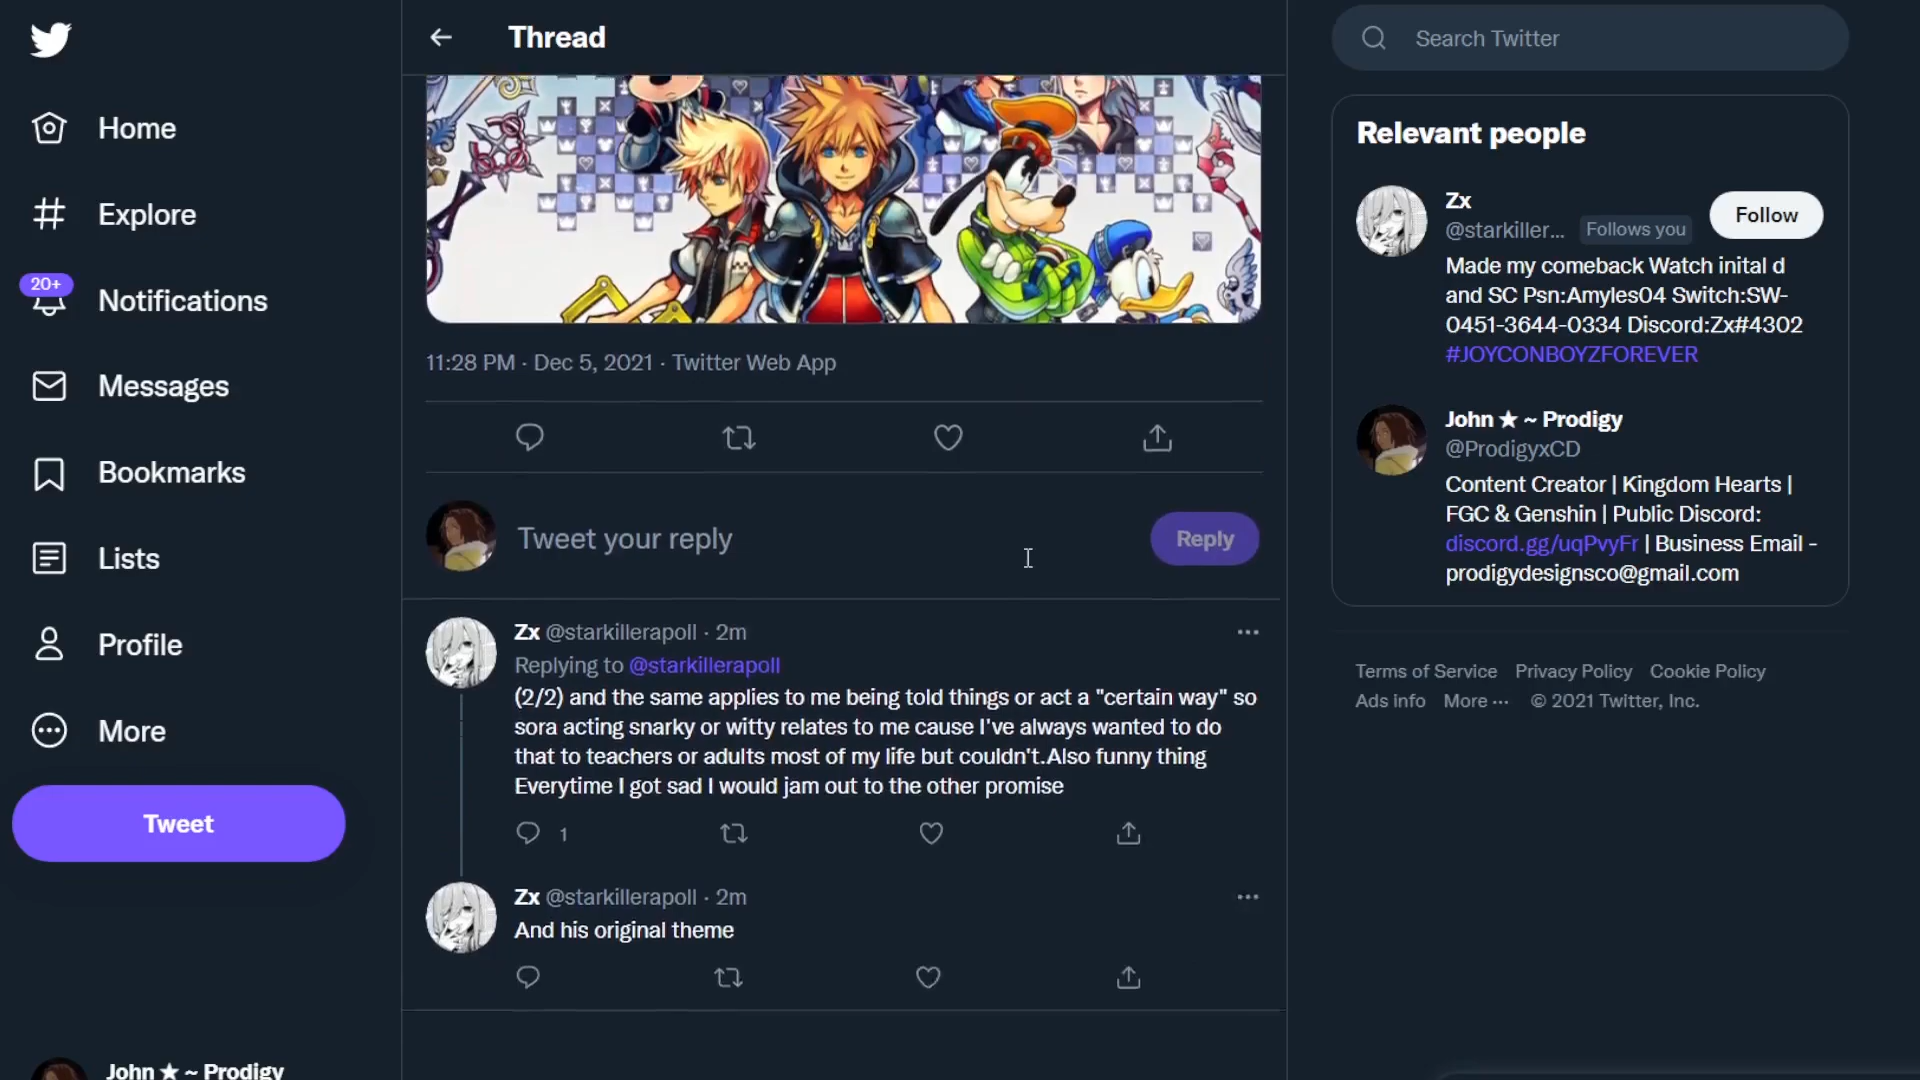 Thread
Search Twitter
Home
Explore
20+
Notifications
Messages
Bookmarks
Lists
Profile
More
Tweet
John ★ ~ Prodigy
11:28 PM · Dec 5, 2021 · Twitter Web App
Tweet your reply
Reply
Zx @starkillerapoll · 2m
Replying to @starkillerapoll
(2/2) and the same applies to me being told things or act a "certain way" so
sora acting snarky or witty relates to me cause I've always wanted to do
that to teachers or adults most of my life but couldn't.Also funny thing
Everytime I got sad I would jam out to the other promise
1
Zx @starkillerapoll · 2m
And his original theme
Relevant people
Zx
@starkiller... Follows you
Follow
Made my comeback Watch inital d
and SC Psn:Amyles04 Switch:SW-
0451-3644-0334 Discord:Zx#4302
#JOYCONBOYZFOREVER
John ★ ~ Prodigy
@ProdigyxCD
Content Creator | Kingdom Hearts |
FGC & Genshin | Public Discord:
discord.gg/uqPvyFr | Business Email -
prodigydesignsco@gmail.com
Terms of Service Privacy Policy Cookie Policy
Ads info More ··· © 2021 Twitter, Inc.